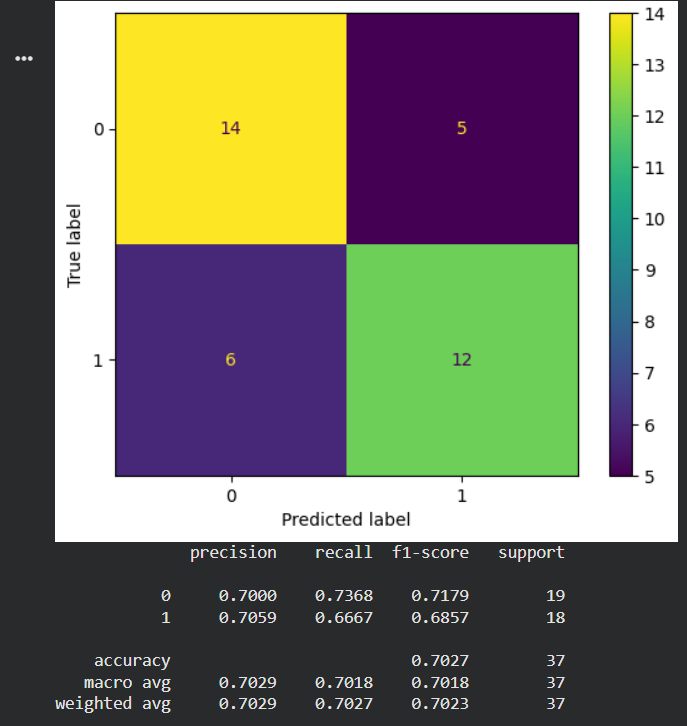 14
13
12
11
10
9
8
7
6
5
0
14
5
True label
1
6
12
0
1
Predicted label
precision recall f1-score support
0 0.7000 0.7368 0.7179 19
1 0.7059 0.6667 0.6857 18
accuracy 0.7027 37
macro avg 0.7029 0.7018 0.7018 37
weighted avg 0.7029 0.7027 0.7023 37